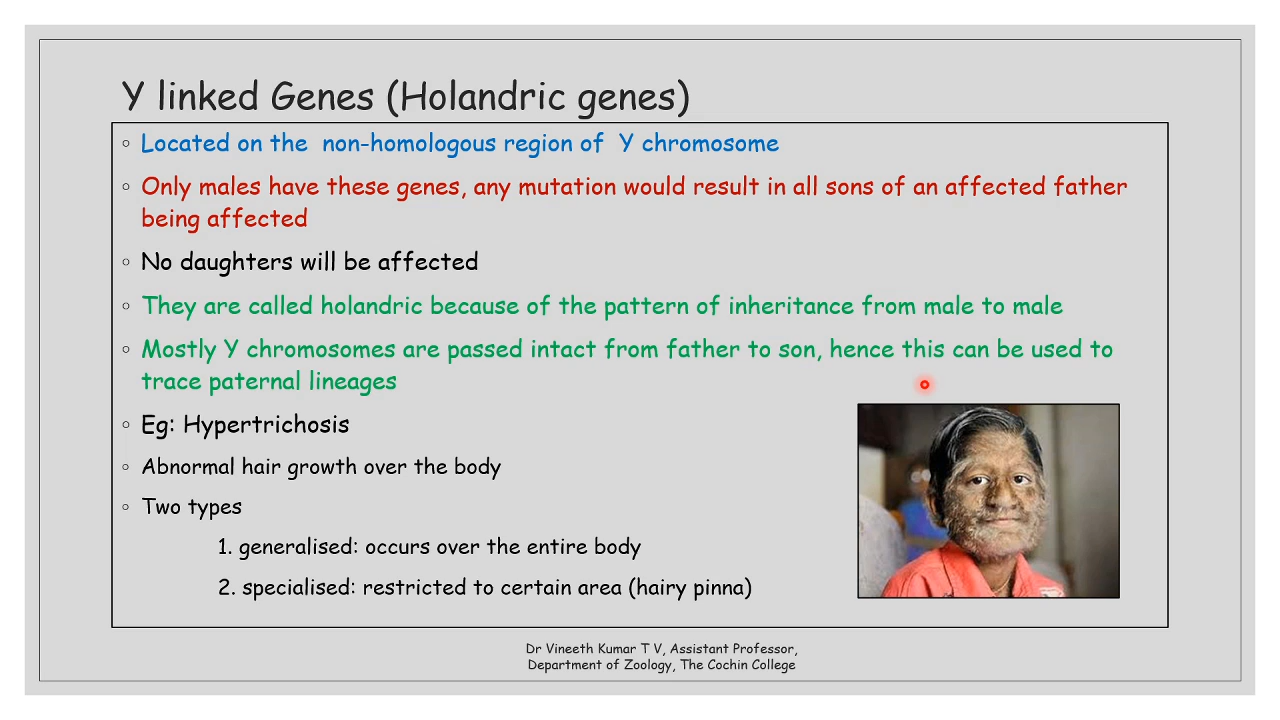 Y linked Genes (Holandric genes)
◦ Located on the non-homologous region of Y chromosome
◦ Only males have these genes, any mutation would result in all sons of an affected father
being affected
◦ No daughters will be affected
◦ They are called holandric because of the pattern of inheritance from male to male
◦ Mostly Y chromosomes are passed intact from father to son, hence this can be used to
trace paternal lineages
◦ Eg: Hypertrichosis
◦ Abnormal hair growth over the body
◦ Two types
1. generalised: occurs over the entire body
2. specialised: restricted to certain area (hairy pinna)
Dr Vineeth Kumar T V, Assistant Professor,
Department of Zoology, The Cochin College